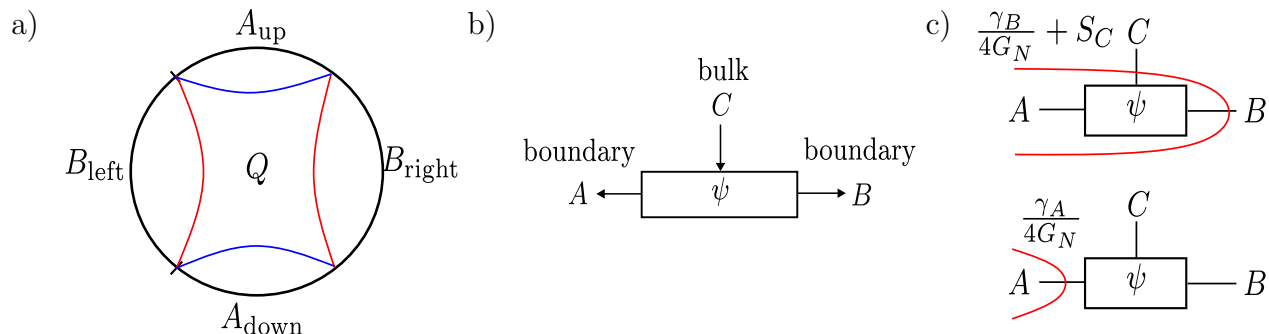 a)
A_up
B_left
Q
B_right
A_down
b)
bulk
C
boundary
boundary
A
ψ
B
c)
γ_B/4G_N + S_C
C
A
ψ
B
γ_A/4G_N
C
A
ψ
B